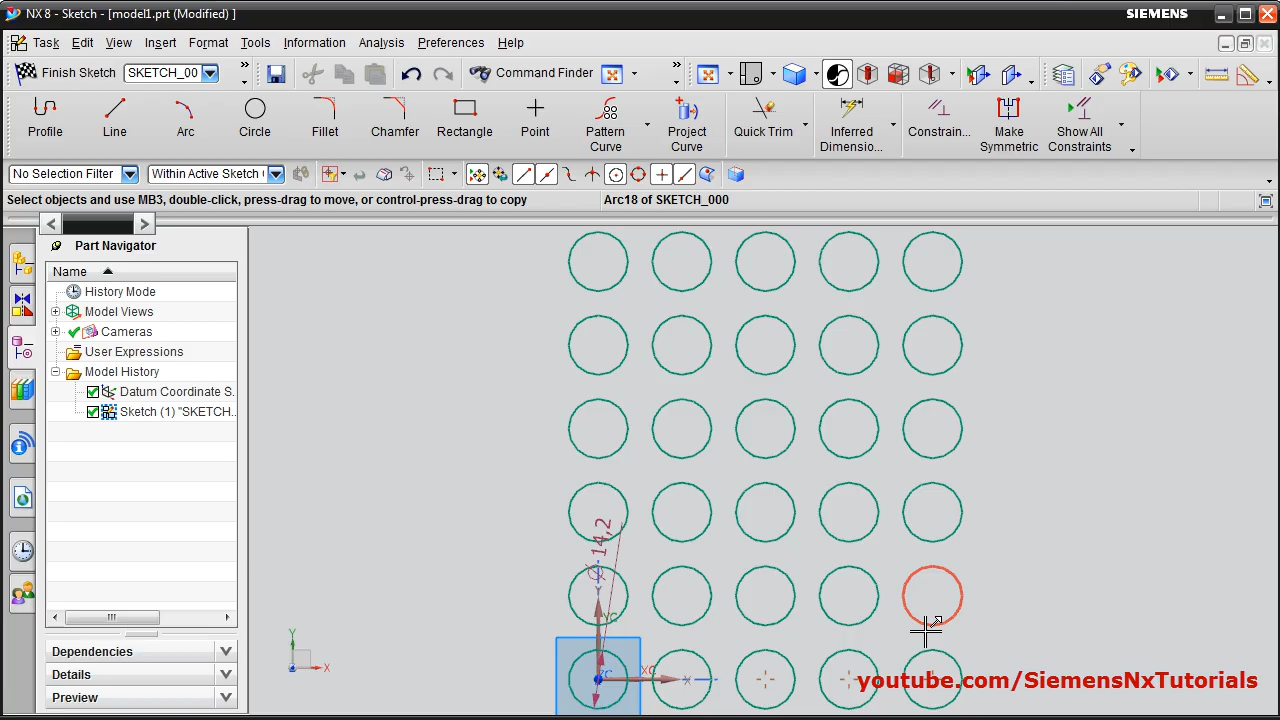 NX 8 - Sketch - [model1.prt (Modified) ]
SIEMENS
Task Edit View Insert Format Tools Information Analysis Preferences Help
Finish Sketch SKETCH_00 Command Finder
Profile Line Arc Circle Fillet Chamfer Rectangle Point Pattern Curve Project Curve Quick Trim Inferred Dimensio... Constrain... Make Symmetric Show All Constraints
No Selection Filter Within Active Sketch
Select objects and use MB3, double-click, press-drag to move, or control-press-drag to copy Arc18 of SKETCH_000
Part Navigator
Name
History Mode
Model Views
Cameras
User Expressions
Model History
Datum Coordinate S.
Sketch (1) "SKETCH..
Dependencies
Details
Preview
Y
X
14,2
Y
YC
XC
X
ZC
youtube.com/SiemensNxTutorials